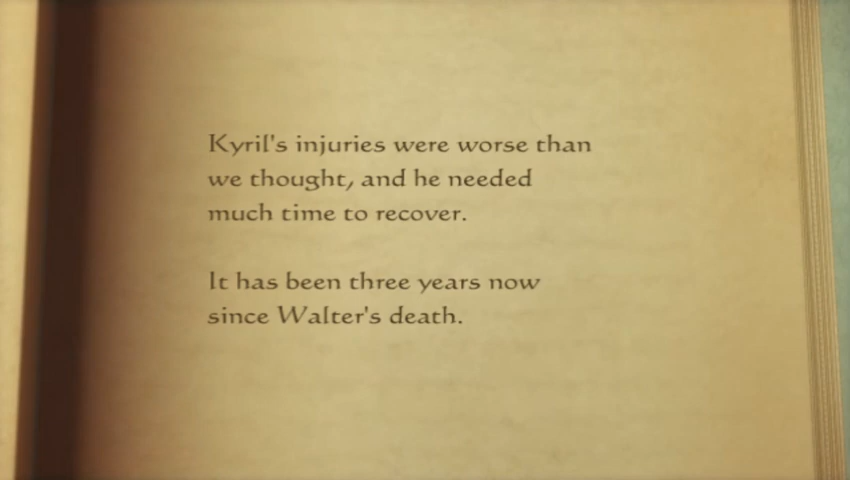 Kyril's injuries were worse than
we thought, and he needed
much time to recover.
It has been three years now
since Walter's death.